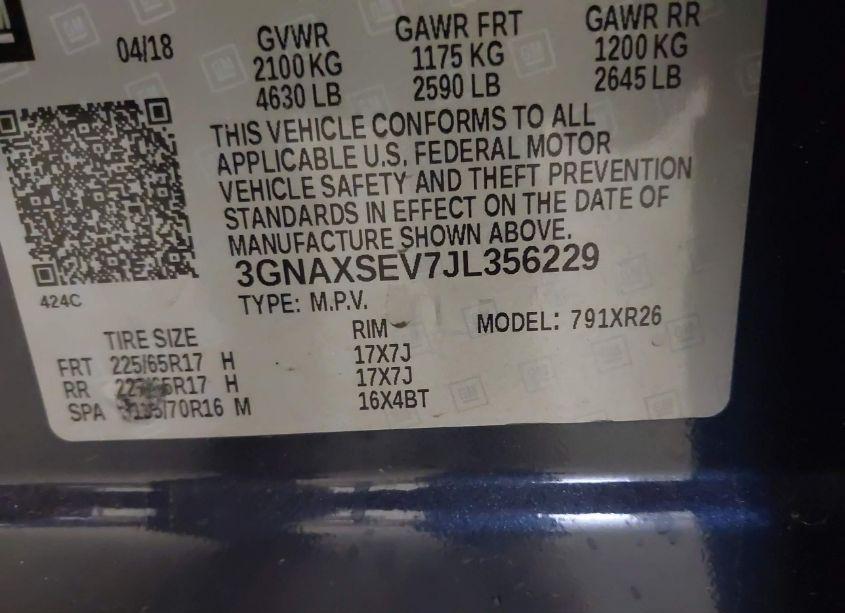 04/18
GVWR GAWR FRT GAWR RR
2100 KG 1175 KG 1200 KG
4630 LB 2590 LB 2645 LB
THIS VEHICLE CONFORMS TO ALL
APPLICABLE U.S. FEDERAL MOTOR
VEHICLE SAFETY AND THEFT PREVENTION
STANDARDS IN EFFECT ON THE DATE OF
MANUFACTURE SHOWN ABOVE.
3GNAXSEV7JL356229
424C
TYPE: M.P.V.
MODEL: 791XR26
TIRE SIZE RIM
FRT 225/65R17 H 17X7J
RR 225/65R17 H 17X7J
SPA /70R16 M 16X4BT